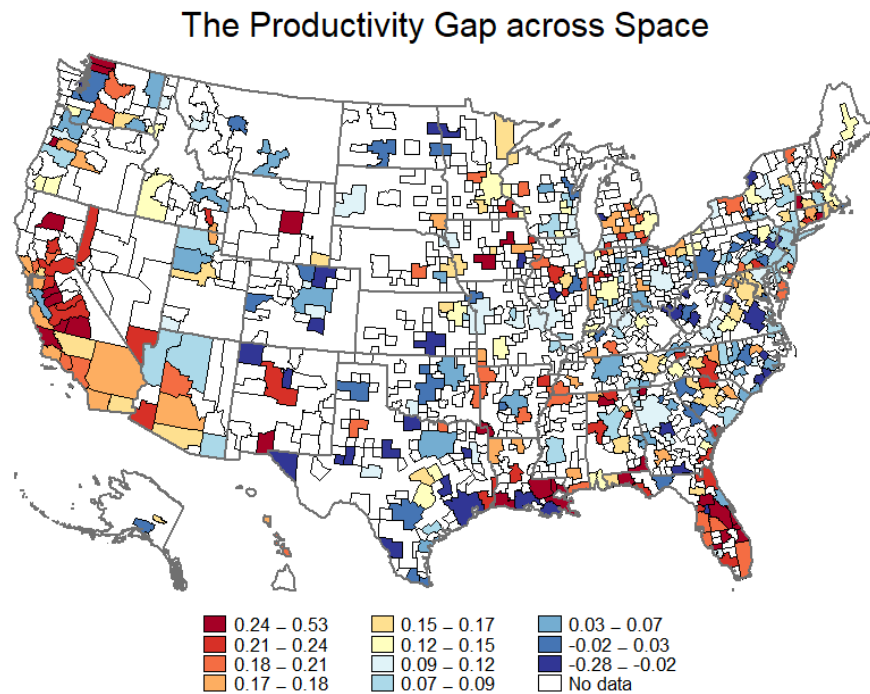 The Productivity Gap across Space
0.24 – 0.53
0.21 – 0.24
0.18 – 0.21
0.17 – 0.18
0.15 – 0.17
0.12 – 0.15
0.09 – 0.12
0.07 – 0.09
0.03 – 0.07
-0.02 – 0.03
-0.28 – -0.02
No data